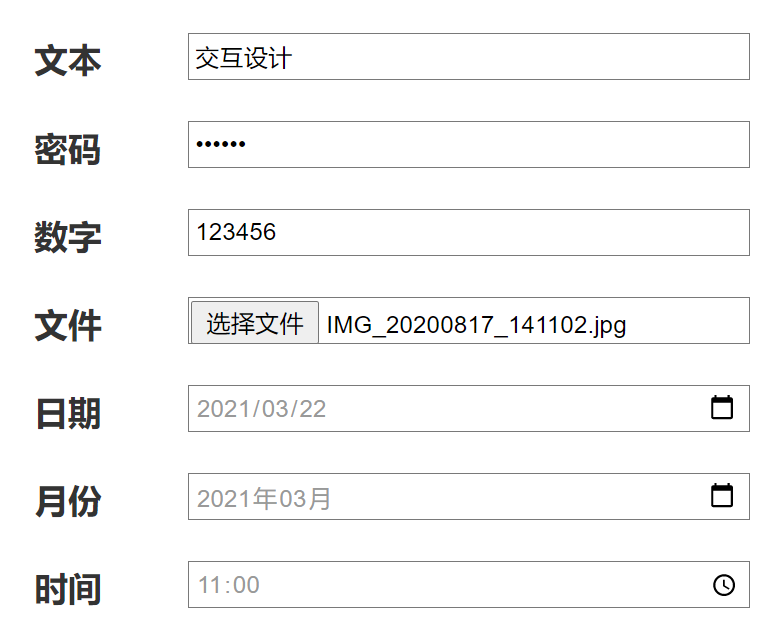 文本 交互设计
密码 ••••••
数字 123456
文件 选择文件 IMG_20200817_141102.jpg
日期 2021/03/22
月份 2021年03月
时间 11:00